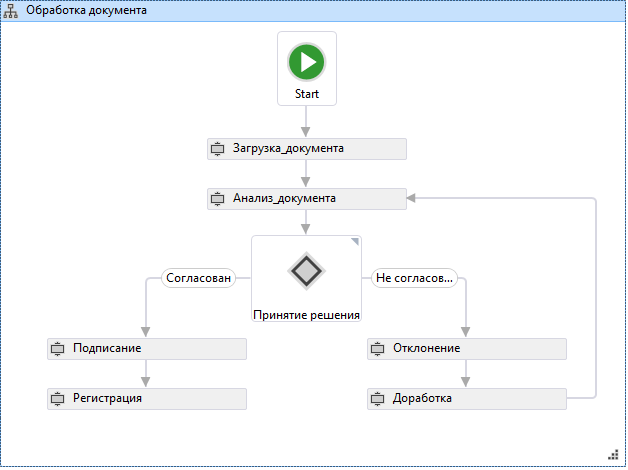 Обработка документа
Start
Загрузка_документа
Анализ_документа
Согласован
Не согласов...
Принятие решения
Подписание
Отклонение
Регистрация
Доработка